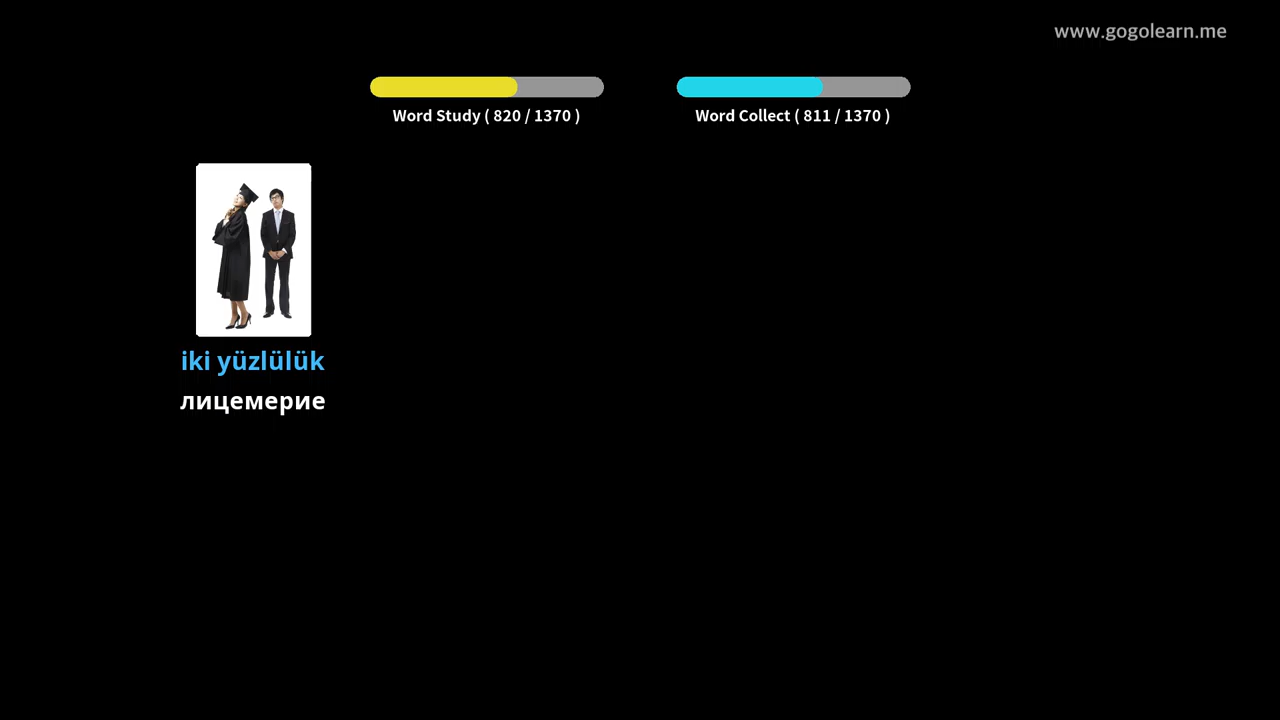 www.gogolearn.me
Word Study ( 820 / 1370 )
Word Collect ( 811 / 1370 )
iki yüzlülük
лицемерие